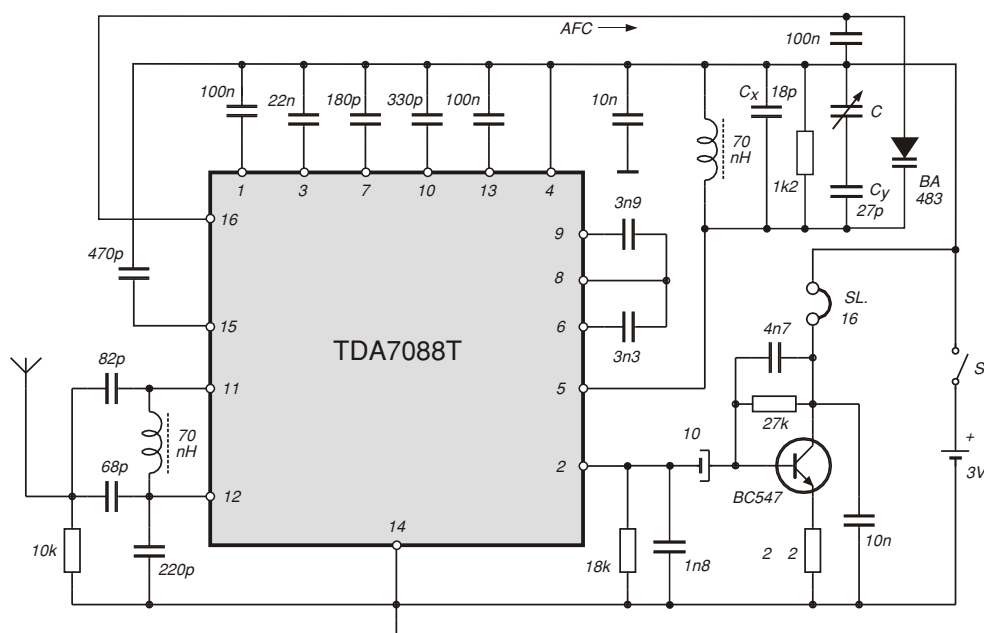 AFC
100n
100n
22n
180p
330p
100n
10n
70
nH
Cx
18p
1k2
C
Cy
27p
BA
483
1
3
7
10
13
4
16
470p
15
9
3n9
8
6
3n3
TDA7088T
5
SL.
16
4n7
27k
S
82p
11
70
nH
68p
12
2
10
BC547
+
3V
14
10k
220p
18k
1n8
2 2
10n